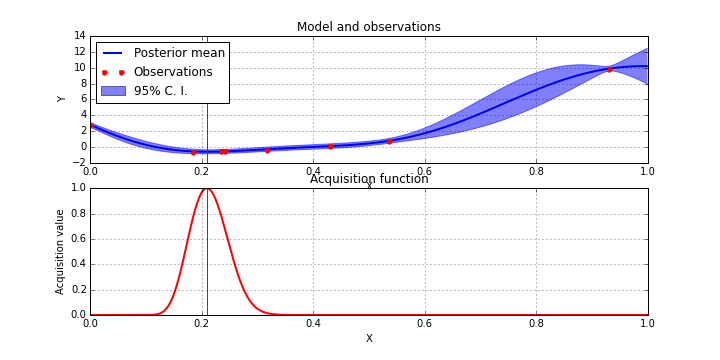 Model and observations
14
12
10
8
6
4
2
0
−2
Y
Posterior mean
Observations
95% C. I.
0.0 0.2 0.4 0.6 0.8 1.0
X
Acquisition function
1.0
0.8
0.6
0.4
0.2
0.0
Acquisition value
0.0 0.2 0.4 0.6 0.8 1.0
X